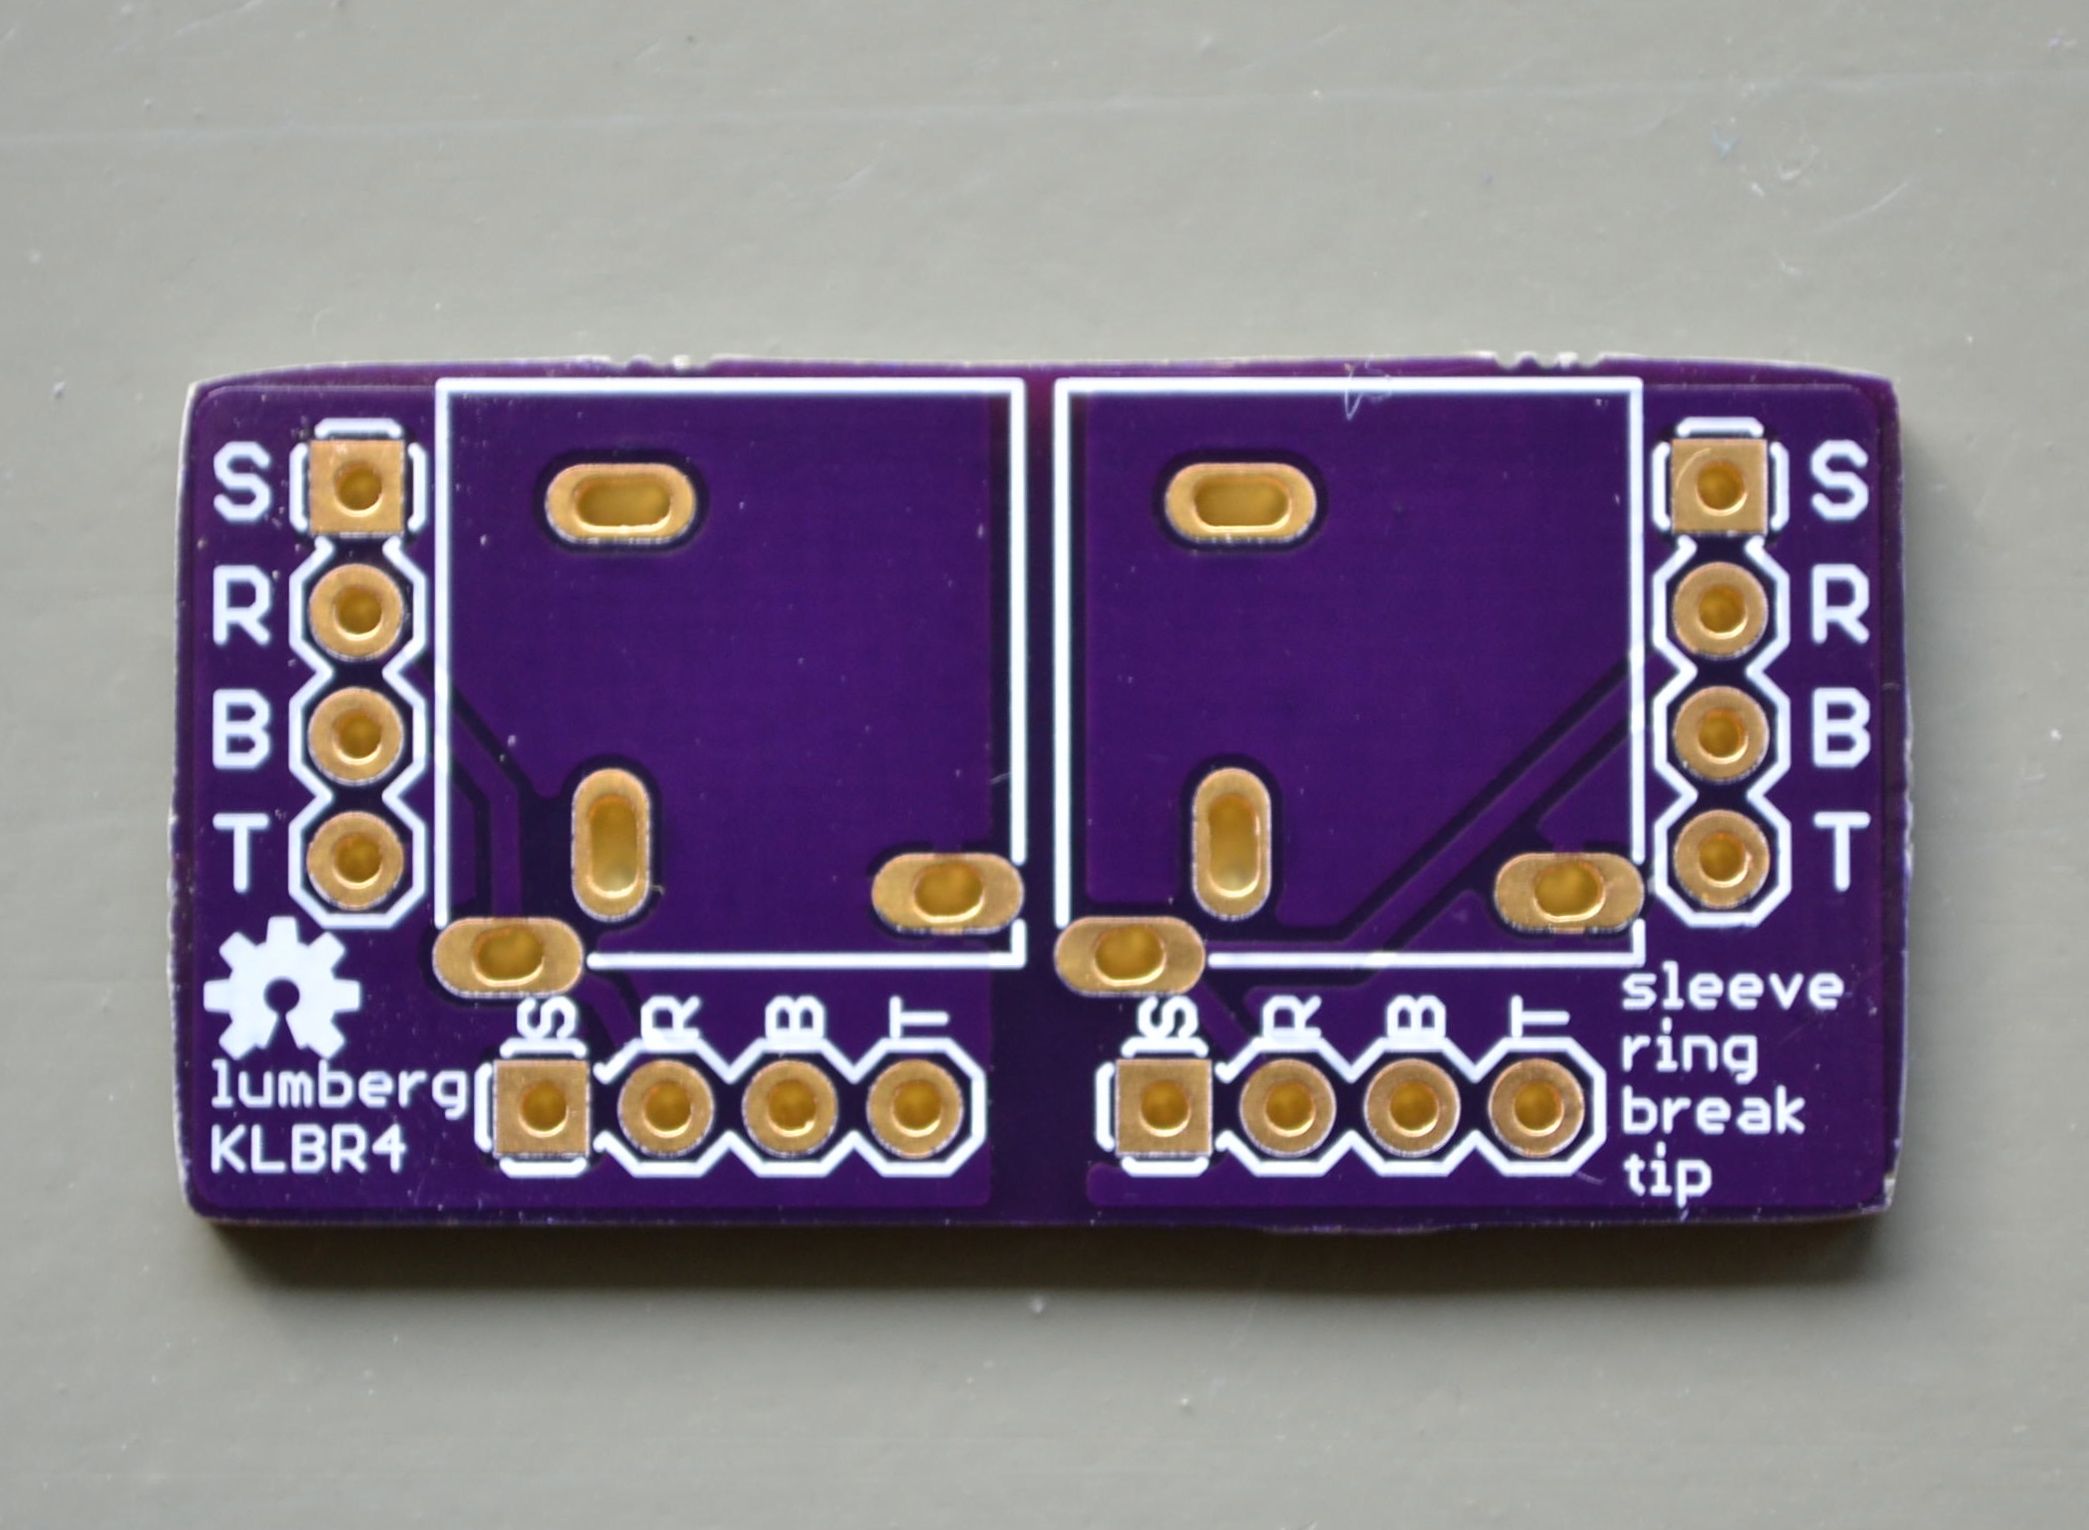 S
R
B
T
S
R
B
T
lumberg
KLBR4
S R B T
S R B T
sleeve
ring
break
tip